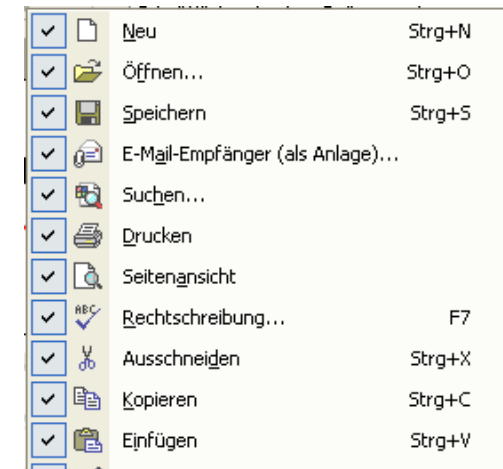 Neu Strg+N
Öffnen... Strg+O
Speichern Strg+S
E-Mail-Empfänger (als Anlage)...
Suchen...
Drucken
Seitenansicht
ABC Rechtschreibung... F7
Ausschneiden Strg+X
Kopieren Strg+C
Einfügen Strg+V